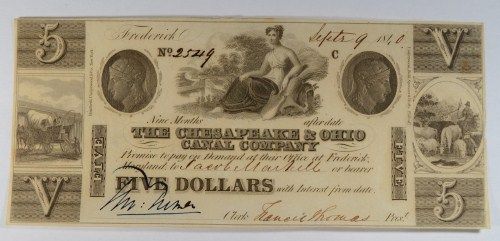 5 Frederick, Septr 9 1840 V
No. 2549 C
Nine Months after date
THE CHESAPEAKE & OHIO
CANAL COMPANY
Promise to pay on Demand at their Office at Frederick,
Maryland, to Jacob Markell or bearer
FIVE FIVE
FIVE DOLLARS with Interest from date.
V Clerk Francis Thomas Prest. 5